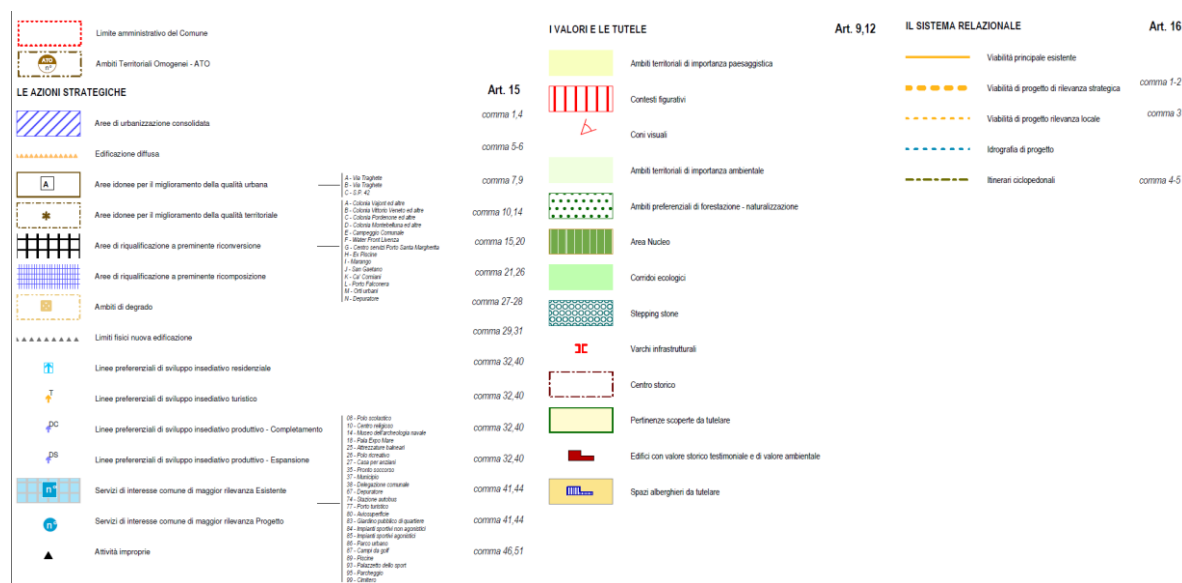 Limite amministrativo del Comune
ATO
n°
Ambiti Territoriali Omogenei - ATO
LE AZIONI STRATEGICHE
Art. 15
Aree di urbanizzazione consolidata
comma 1,4
Edificazione diffusa
comma 5-6
A
Aree idonee per il miglioramento della qualità urbana
A - Via Traghete
B - Via Traghete
C - S.P. 42
comma 7,9
Aree idonee per il miglioramento della qualità territoriale
comma 10,14
Aree di riqualificazione a preminente riconversione
A - Colonia Vajont ed altre
B - Colonia Vittorio Veneto ed altre
C - Colonia Pordenone ed altre
D - Colonia Montebelluna ed altre
E - Campeggio Comunale
F - Water Front Livenza
G - Centro servizi Porto Santa Margherita
H - Ex Piscine
I - Marango
J - San Gaetano
K - Ca' Corniani
L - Porto Falconera
M - Orti urbani
N - Depuratore
comma 15,20
Aree di riqualificazione a preminente ricomposizione
comma 21,26
Ambiti di degrado
comma 27-28
Limiti fisici nuova edificazione
comma 29,31
Linee preferenziali di sviluppo insediativo residenziale
comma 32,40
T
Linee preferenziali di sviluppo insediativo turistico
comma 32,40
DC
Linee preferenziali di sviluppo insediativo produttivo - Completamento
comma 32,40
DS
Linee preferenziali di sviluppo insediativo produttivo - Espansione
comma 32,40
n°
Servizi di interesse comune di maggior rilevanza Esistente
comma 41,44
n°
Servizi di interesse comune di maggior rilevanza Progetto
comma 41,44
08 - Polo scolastico
10 - Centro religioso
14 - Museo dell'archeologia navale
18 - Pala Expo Mare
25 - Attrezzature balneari
26 - Polo ricreativo
27 - Casa per anziani
35 - Pronto soccorso
37 - Municipio
38 - Delegazione comunale
67 - Depuratore
74 - Stazione autobus
77 - Porto turistico
80 - Aviosuperficie
83 - Giardino pubblico di quartiere
84 - Impianti sportivi non agonistici
85 - Impianti sportivi agonistici
86 - Parco urbano
87 - Campi da golf
89 - Piscine
93 - Palazzetto dello sport
95 - Parcheggio
99 - Cimitero
Attività improprie
comma 46,51
I VALORI E LE TUTELE
Art. 9,12
Ambiti territoriali di importanza paesaggistica
Contesti figurativi
Coni visuali
Ambiti territoriali di importanza ambientale
Ambiti preferenziali di forestazione - naturalizzazione
Area Nucleo
Corridoi ecologici
Stepping stone
Varchi infrastrutturali
Centro storico
Pertinenze scoperte da tutelare
Edifici con valore storico testimoniale e di valore ambientale
Spazi alberghieri da tutelare
IL SISTEMA RELAZIONALE
Art. 16
Viabilità principale esistente
Viabilità di progetto di rilevanza strategica
comma 1-2
Viabilità di progetto rilevanza locale
comma 3
Idrografia di progetto
Itinerari ciclopedonali
comma 4-5